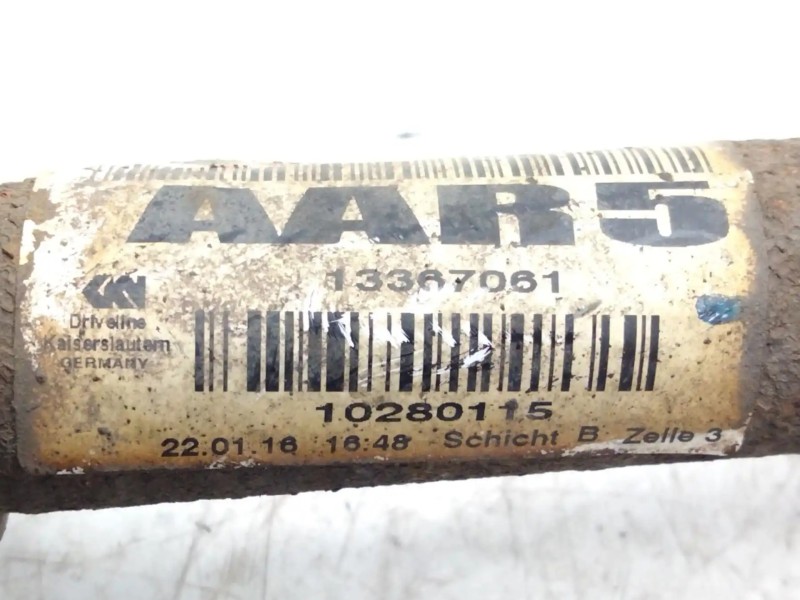 AAR5
13367061
GKN
Driveline
Kaiserslautern
GERMANY
10280115
22.01.16 16:48 Schicht B Zelle 3